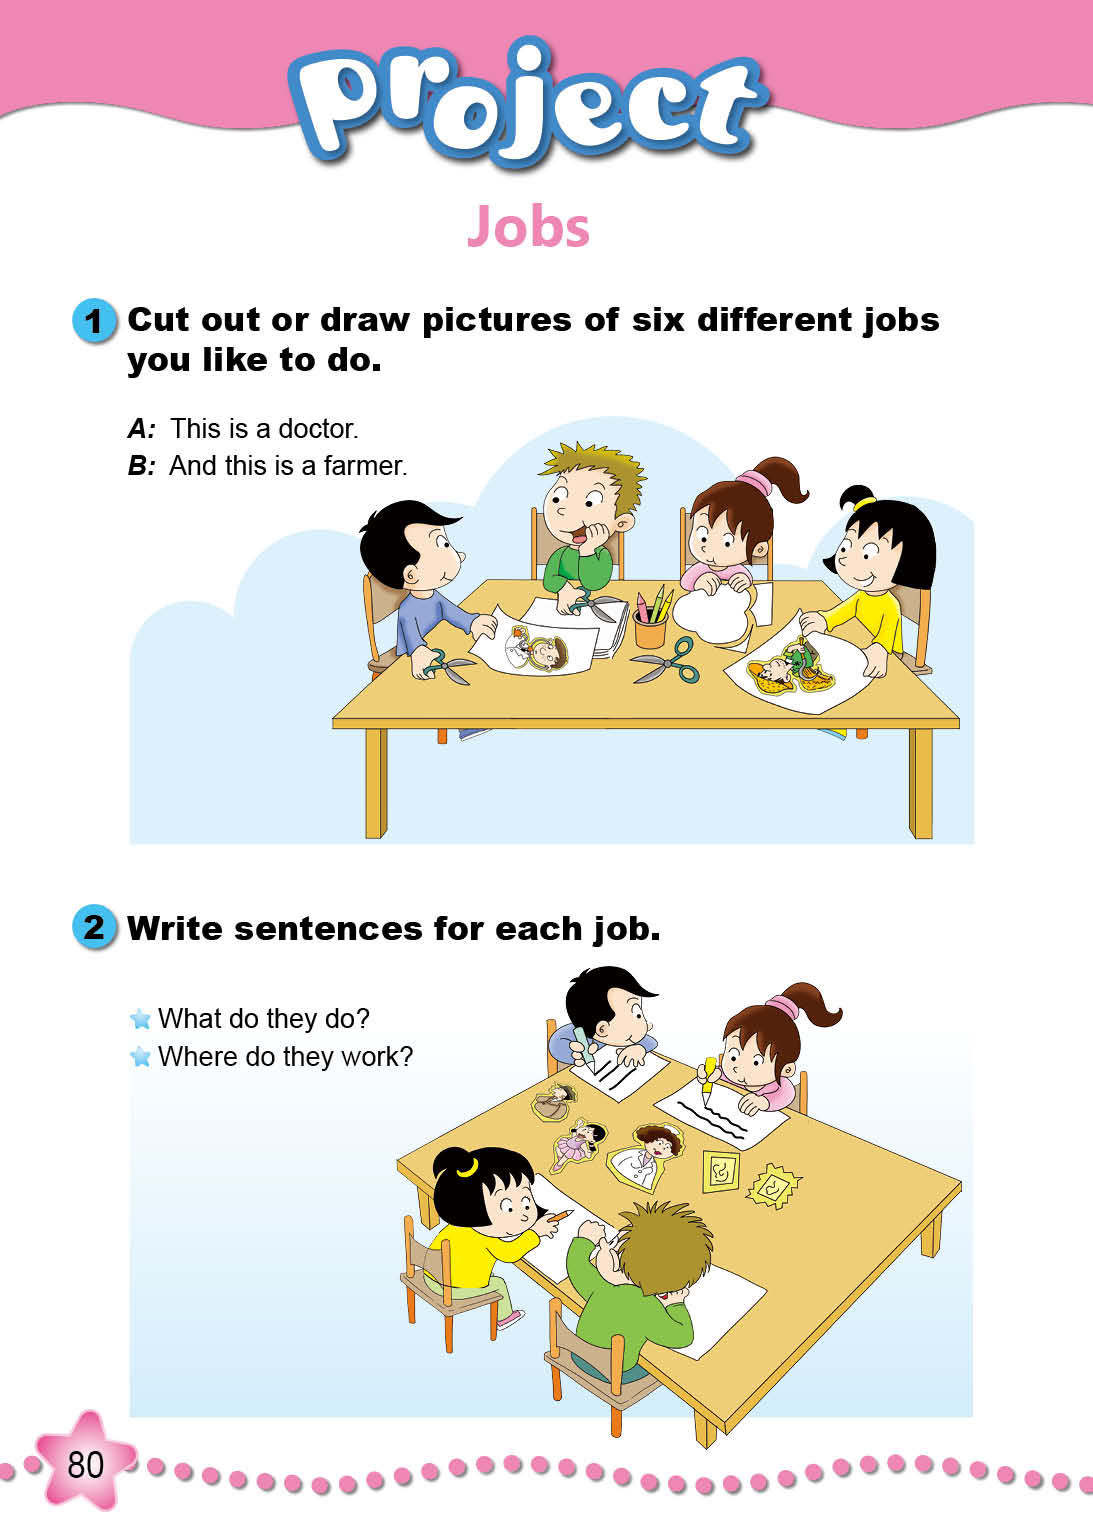 project
Jobs
1 Cut out or draw pictures of six different jobs
you like to do.
A: This is a doctor.
B: And this is a farmer.
2 Write sentences for each job.
What do they do?
Where do they work?
80